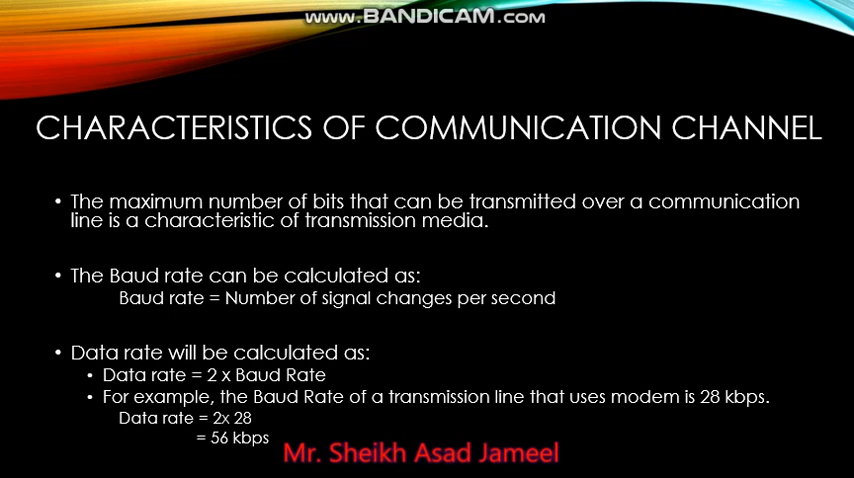 www.BANDICAM.com
CHARACTERISTICS OF COMMUNICATION CHANNEL
• The maximum number of bits that can be transmitted over a communication
line is a characteristic of transmission media.
• The Baud rate can be calculated as:
Baud rate = Number of signal changes per second
• Data rate will be calculated as:
• Data rate = 2 x Baud Rate
• For example, the Baud Rate of a transmission line that uses modem is 28 kbps.
Data rate = 2x 28
= 56 kbps
Mr. Sheikh Asad Jameel